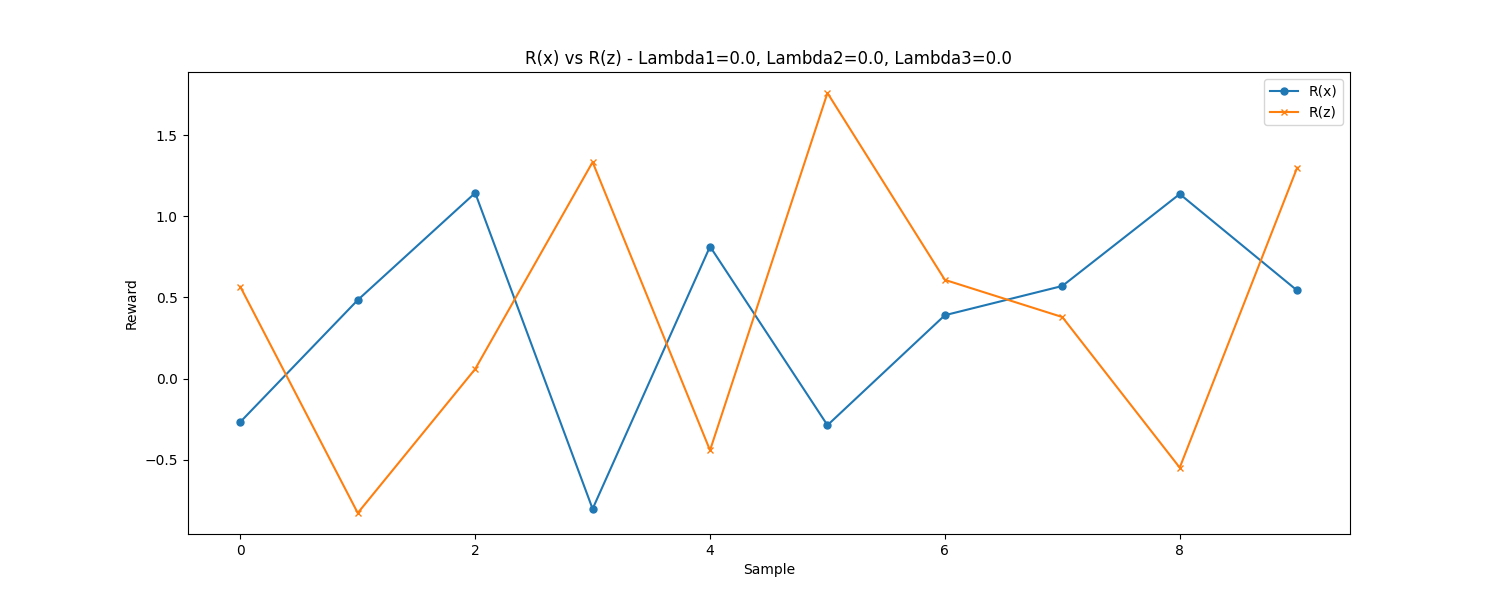 R(x) vs R(z) - Lambda1=0.0, Lambda2=0.0, Lambda3=0.0
R(x)
R(z)
1.5
1.0
0.5
0.0
−0.5
Reward
0 2 4 6 8
Sample